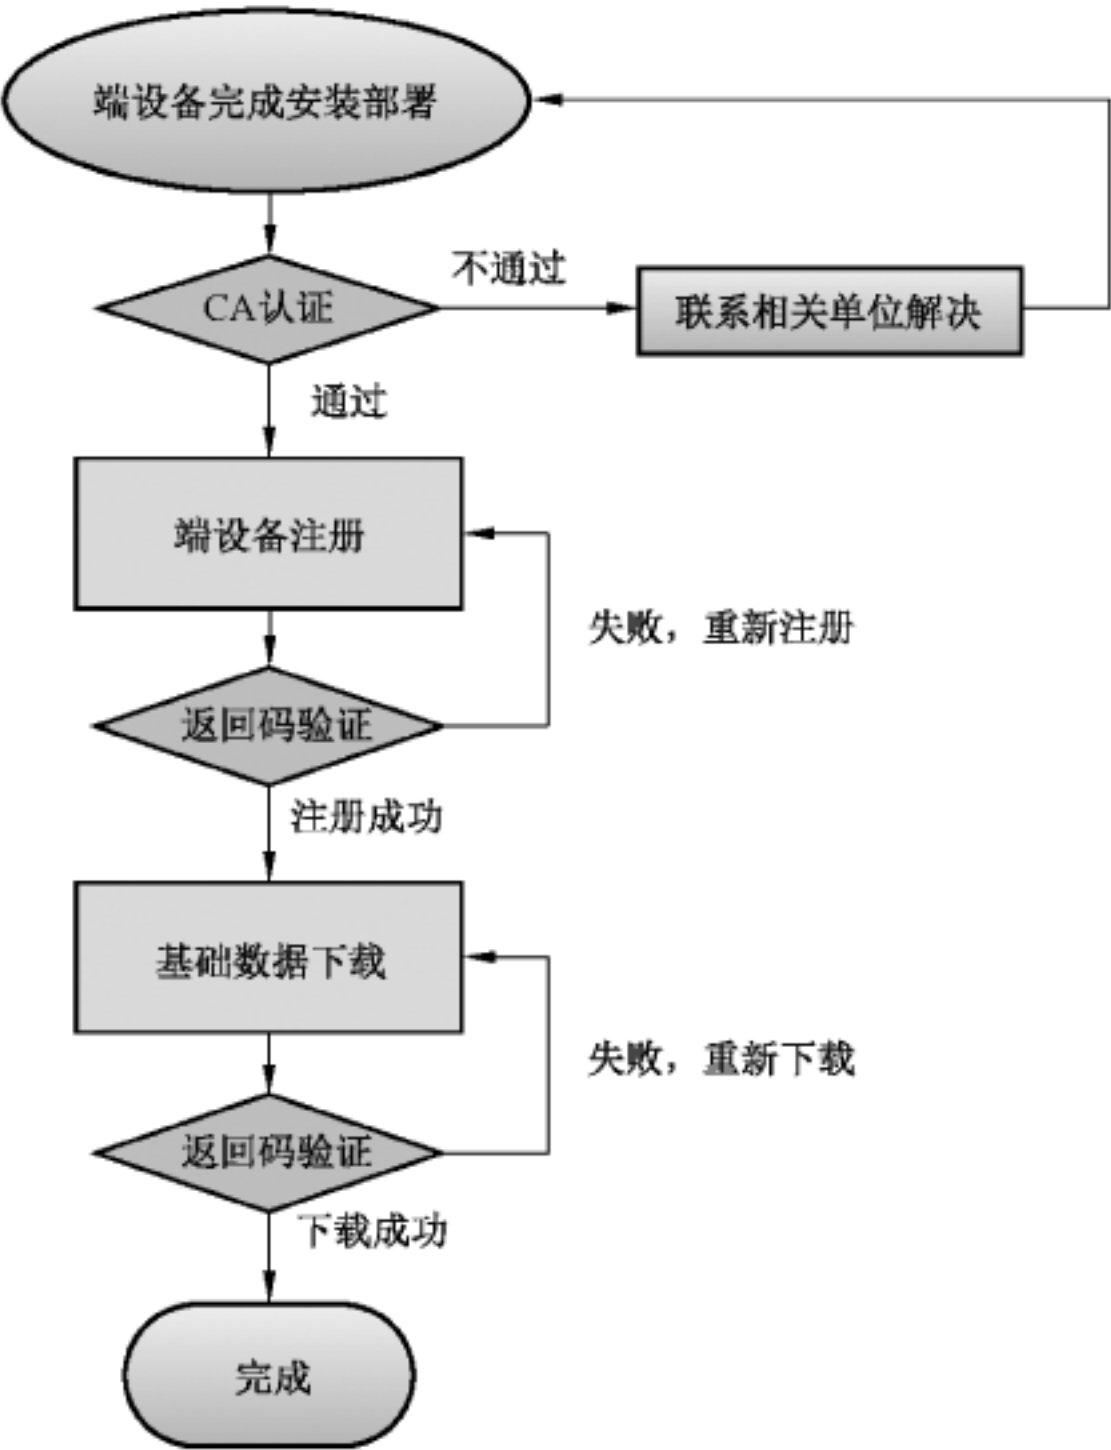 端设备完成安装部署
CA认证
不通过
联系相关单位解决
通过
端设备注册
失败，重新注册
返回码验证
注册成功
基础数据下载
失败，重新下载
返回码验证
下载成功
完成